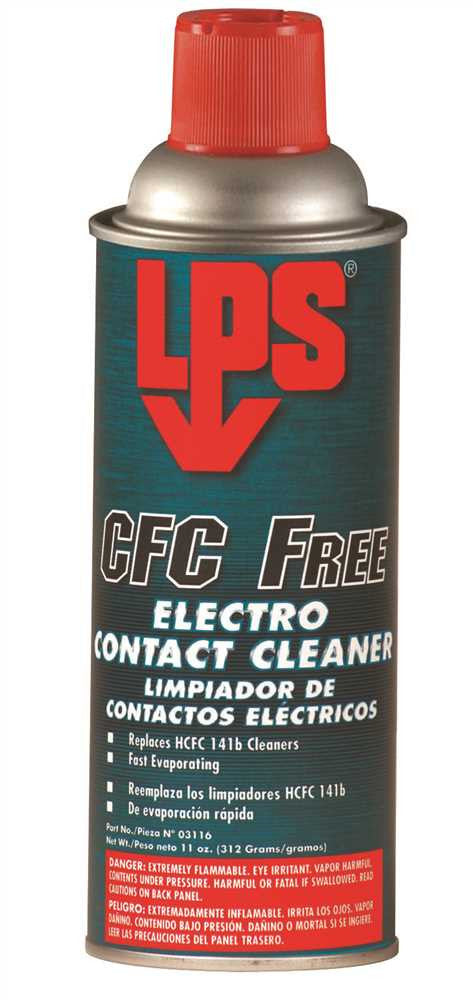 LPS®
CFC FREE
ELECTRO
CONTACT CLEANER
LIMPIADOR DE
CONTACTOS ELÉCTRICOS
Replaces HCFC 141b Cleaners
Fast Evaporating
Reemplaza los limpiadores HCFC 141b
De evaporación rápida
Part No./Pieza N° 03116
Net Wt./Peso neto 11 oz. (312 Grams/gramos)
DANGER: EXTREMELY FLAMMABLE. EYE IRRITANT. VAPOR HARMFUL.
CONTENTS UNDER PRESSURE. HARMFUL OR FATAL IF SWALLOWED. READ
CAUTIONS ON BACK PANEL.
PELIGRO: EXTREMADAMENTE INFLAMABLE. IRRITA LOS OJOS. VAPOR
DAÑINO. CONTENIDO BAJO PRESIÓN. DAÑINO O MORTAL SI SE INGIERE.
LEER LAS PRECAUCIONES DEL PANEL TRASERO.